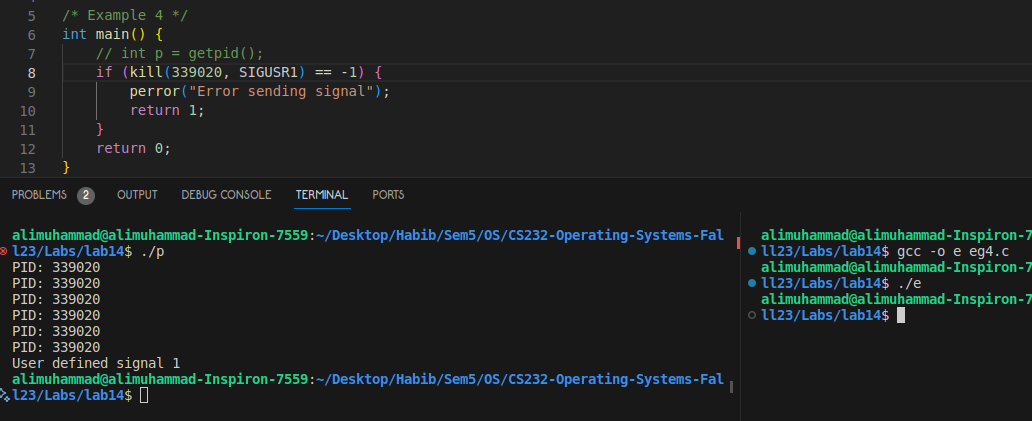 5 /* Example 4 */
6 int main() {
7 // int p = getpid();
8 if (kill(339020, SIGUSR1) == -1) {
9 perror("Error sending signal");
10 return 1;
11 }
12 return 0;
13 }
PROBLEMS 2 OUTPUT DEBUG CONSOLE TERMINAL PORTS
alimuhammad@alimuhammad-Inspiron-7559:~/Desktop/Habib/Sem5/OS/CS232-Operating-Systems-Fal
l23/Labs/lab14$ ./p
PID: 339020
PID: 339020
PID: 339020
PID: 339020
PID: 339020
PID: 339020
User defined signal 1
alimuhammad@alimuhammad-Inspiron-7559:~/Desktop/Habib/Sem5/OS/CS232-Operating-Systems-Fal
l23/Labs/lab14$
alimuhammad@alimuhammad-Inspiron-7
ll23/Labs/lab14$ gcc -o e eg4.c
alimuhammad@alimuhammad-Inspiron-7
ll23/Labs/lab14$ ./e
alimuhammad@alimuhammad-Inspiron-7
ll23/Labs/lab14$